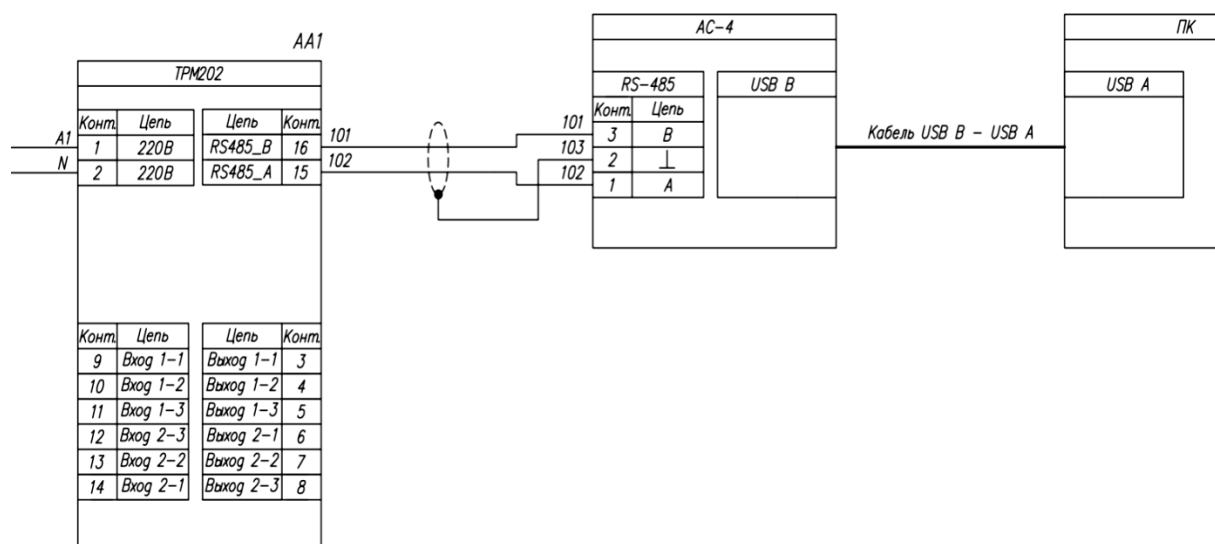 АА1
ТРМ202
Конт. Цепь Цепь Конт.
А1 1 220В RS485_B 16 101
N 2 220В RS485_A 15 102
Конт. Цепь Цепь Конт.
9 Вход 1-1 Выход 1-1 3
10 Вход 1-2 Выход 1-2 4
11 Вход 1-3 Выход 1-3 5
12 Вход 2-3 Выход 2-1 6
13 Вход 2-2 Выход 2-2 7
14 Вход 2-1 Выход 2-3 8
АС-4
RS-485 USB B
Конт. Цепь
101 3 B
103 2 ⊥
102 1 A
Кабель USB B - USB A
ПК
USB A